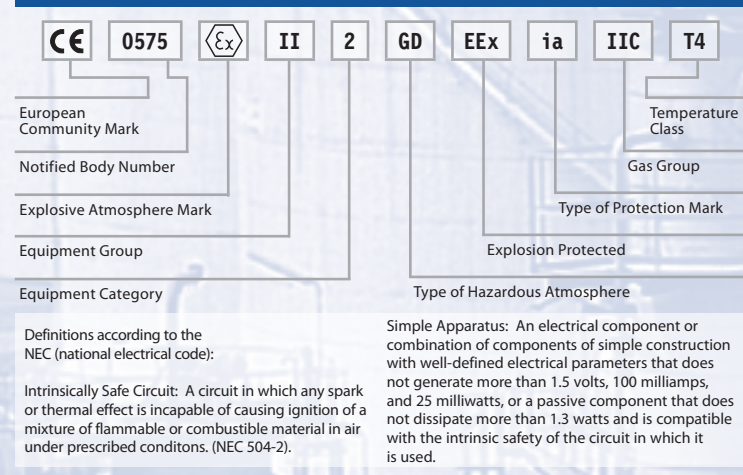 CE 0575 Ex II 2 GD EEx ia IIC T4
European
Community Mark
Notified Body Number
Explosive Atmosphere Mark
Equipment Group
Equipment Category
Temperature
Class
Gas Group
Type of Protection Mark
Explosion Protected
Type of Hazardous Atmosphere
Definitions according to the
NEC (national electrical code):
Intrinsically Safe Circuit: A circuit in which any spark
or thermal effect is incapable of causing ignition of a
mixture of flammable or combustible material in air
under prescribed conditons. (NEC 504-2).
Simple Apparatus: An electrical component or
combination of components of simple construction
with well-defined electrical parameters that does
not generate more than 1.5 volts, 100 milliamps,
and 25 milliwatts, or a passive component that does
not dissipate more than 1.3 watts and is compatible
with the intrinsic safety of the circuit in which it
is used.